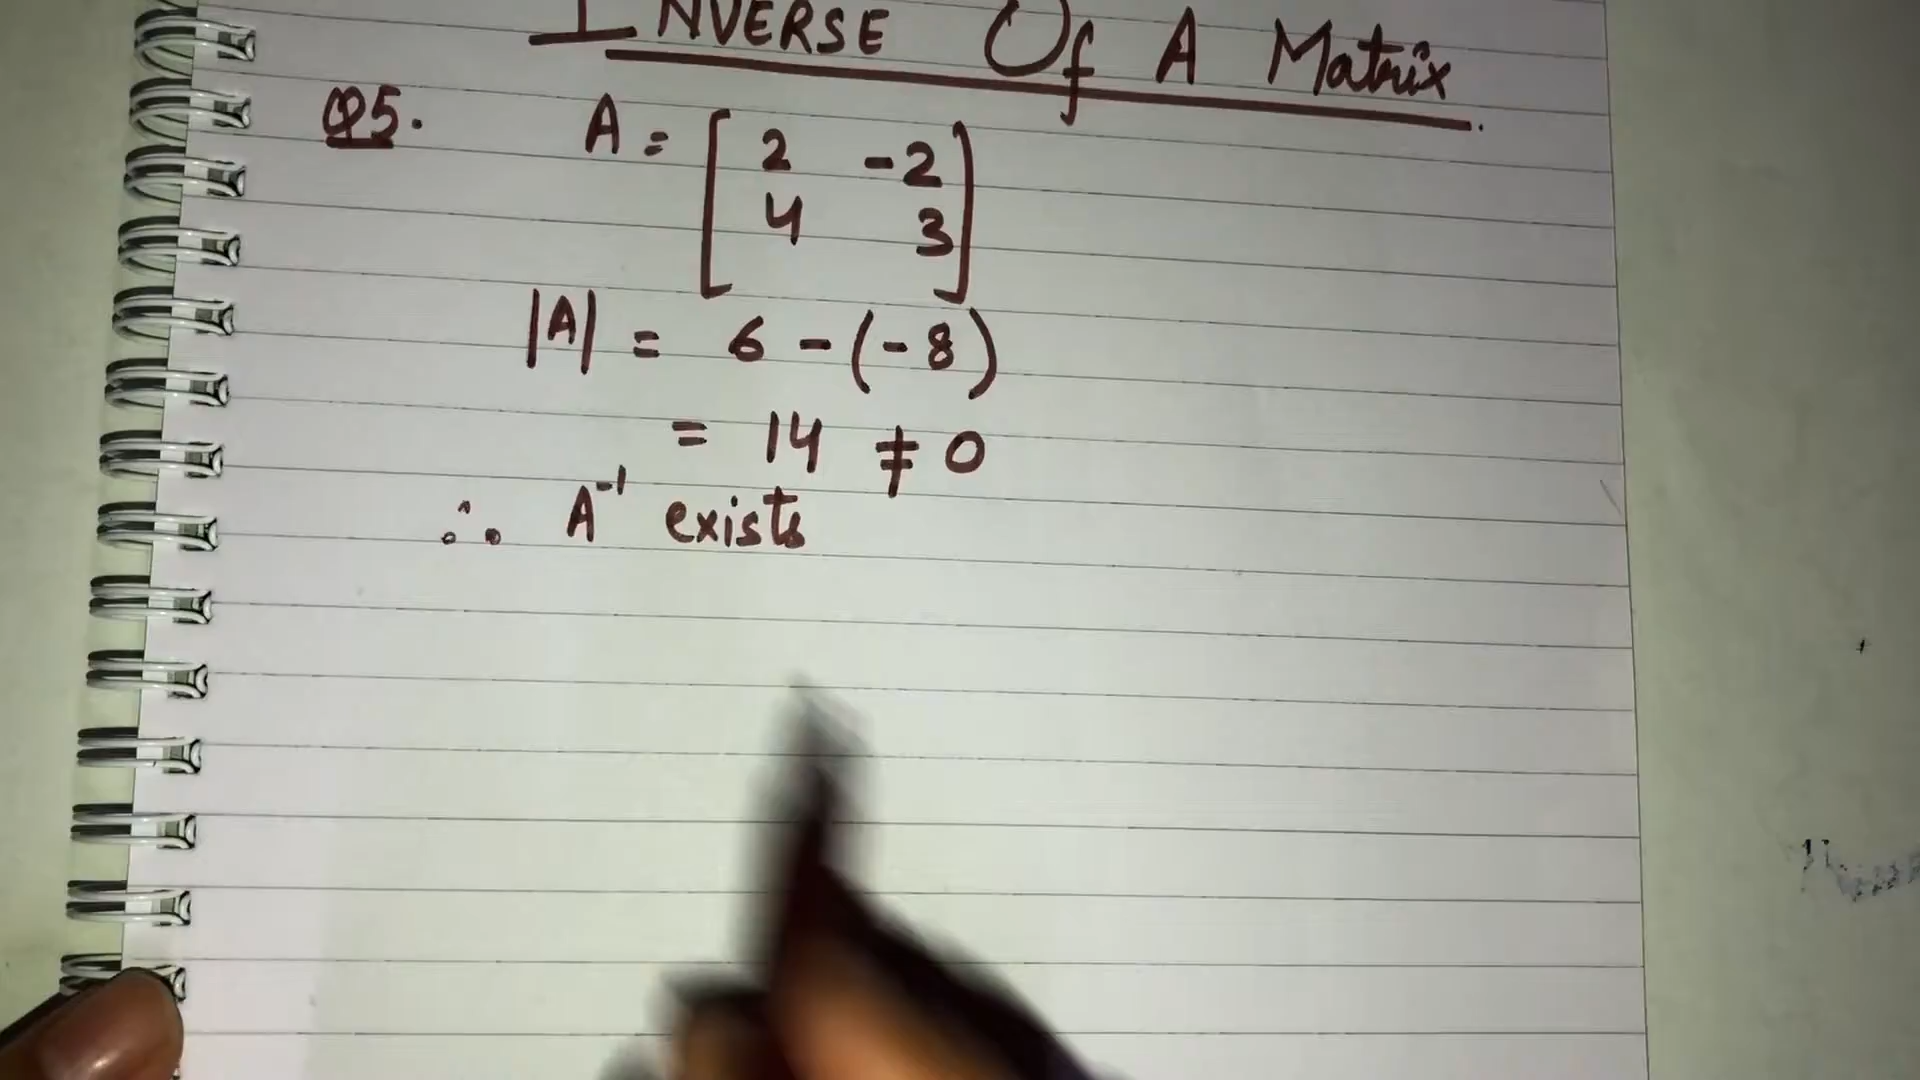 INVERSE Of A Matrix.
Q5. A = [ 2 -2
4 3 ]
|A| = 6 - (-8)
= 14 ≠ 0
∴ A⁻¹ exists